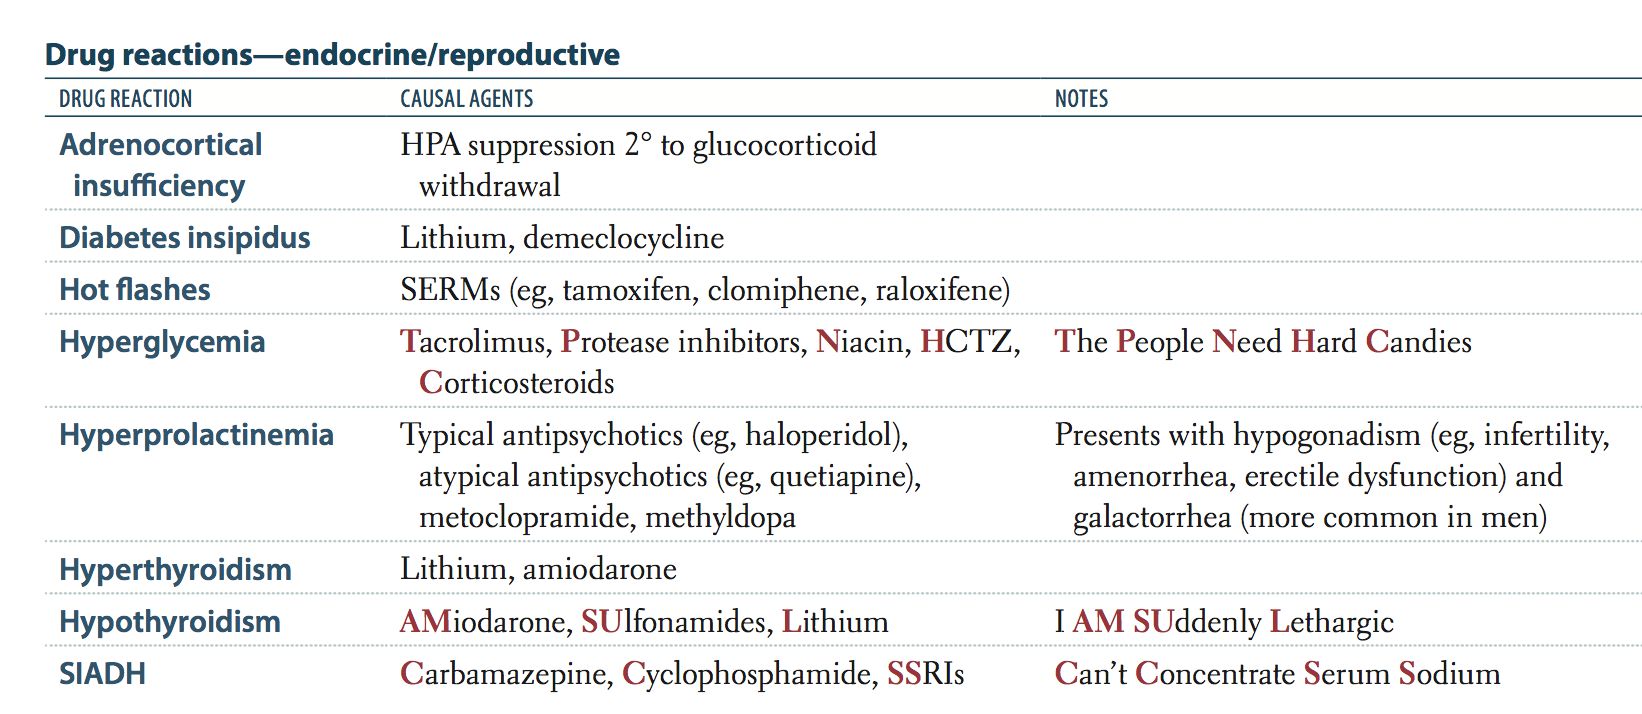 Drug reactions—endocrine/reproductive
DRUG REACTION CAUSAL AGENTS NOTES
Adrenocortical insufficiency HPA suppression 2° to glucocorticoid
withdrawal
Diabetes insipidus Lithium, demeclocycline
Hot flashes SERMs (eg, tamoxifen, clomiphene, raloxifene)
Hyperglycemia Tacrolimus, Protease inhibitors, Niacin, HCTZ, The People Need Hard Candies
Corticosteroids
Hyperprolactinemia Typical antipsychotics (eg, haloperidol), Presents with hypogonadism (eg, infertility,
atypical antipsychotics (eg, quetiapine), amenorrhea, erectile dysfunction) and
metoclopramide, methyldopa galactorrhea (more common in men)
Hyperthyroidism Lithium, amiodarone
Hypothyroidism AMiodarone, SUlfonamides, Lithium I AM SUddenly Lethargic
SIADH Carbamazepine, Cyclophosphamide, SSRIs Can't Concentrate Serum Sodium